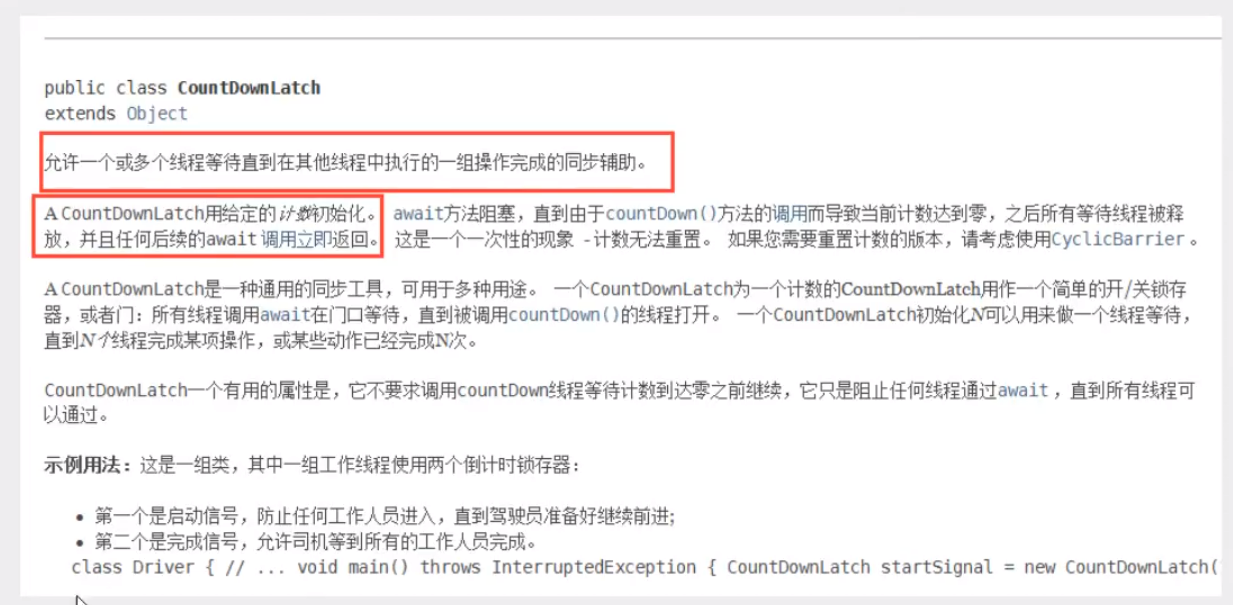 public class CountDownLatch
extends Object
允许一个或多个线程等待直到在其他线程中执行的一组操作完成的同步辅助。
A CountDownLatch用给定的计数初始化。 await方法阻塞，直到由于countDown()方法的调用而导致当前计数达到零，之后所有等待线程被释
放，并且任何后续的await 调用立即返回。 这是一个一次性的现象 - 计数无法重置。 如果您需要重置计数的版本，请考虑使用CyclicBarrier 。
A CountDownLatch是一种通用的同步工具，可用于多种用途。 一个CountDownLatch为一个计数的CountDownLatch用作一个简单的开/关锁存
器，或者门：所有线程调用await在门口等待，直到被调用countDown()的线程打开。 一个CountDownLatch初始化N可以用来做一个线程等待，
直到N个线程完成某项操作，或某些动作已经完成N次。
CountDownLatch一个有用的属性是，它不要求调用countDown线程等待计数到达零之前继续，它只是阻止任何线程通过await ，直到所有线程可
以通过。
示例用法：这是一组类，其中一组工作线程使用两个倒计时锁存器：
• 第一个是启动信号，防止任何工作人员进入，直到驾驶员准备好继续前进;
• 第二个是完成信号，允许司机等到所有的工作人员完成。
class Driver { // ... void main() throws InterruptedException { CountDownLatch startSignal = new CountDownLatch(